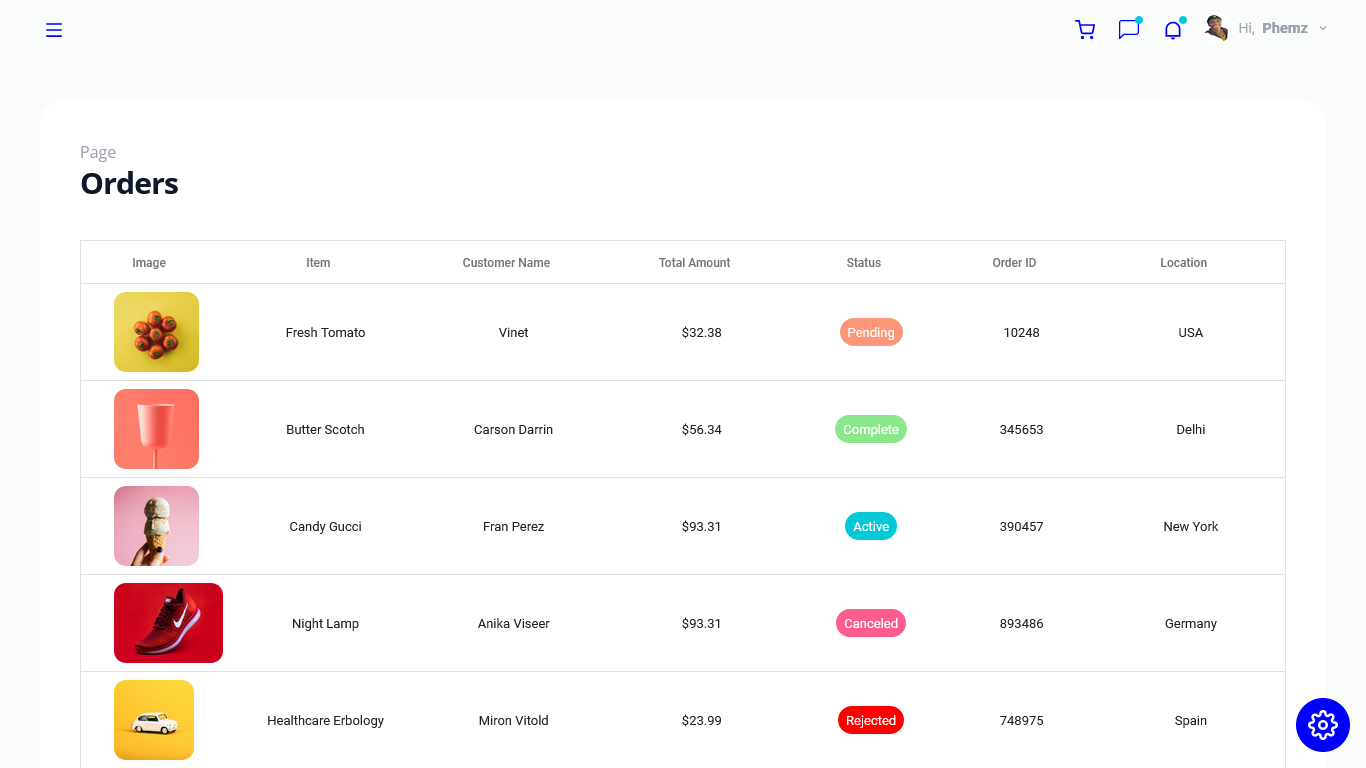 Hi, Phemz
Page
Orders
Image Item Customer Name Total Amount Status Order ID Location
Fresh Tomato Vinet $32.38 Pending 10248 USA
Butter Scotch Carson Darrin $56.34 Complete 345653 Delhi
Candy Gucci Fran Perez $93.31 Active 390457 New York
Night Lamp Anika Viseer $93.31 Canceled 893486 Germany
Healthcare Erbology Miron Vitold $23.99 Rejected 748975 Spain